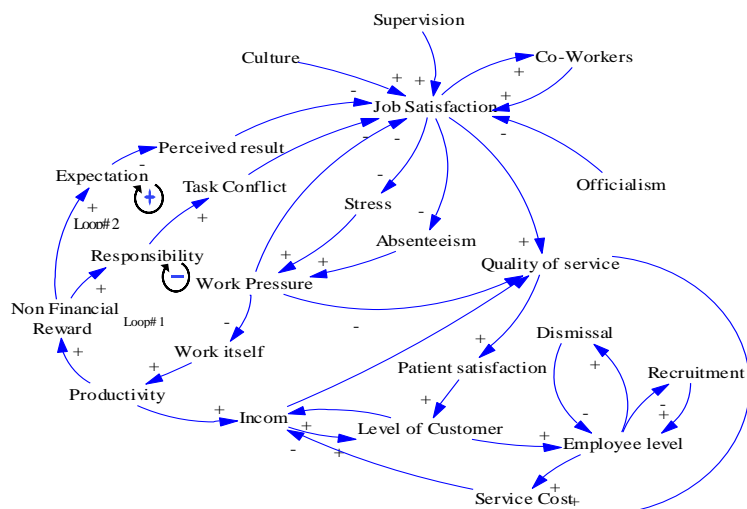 Supervision
Culture
Co-Workers
+ + + +
- Job Satisfaction
- - -
Perceived result
-
Expectation
Task Conflict
Officialism
+ Loop#2
+
- Stress
-
Responsibility
Absenteeism
+
Quality of service
+
Work Pressure
+ +
Non Financial
Reward
Loop#1
-
-
Dismissal
+
Work itself
+
Patient satisfaction
Recruitment
+
+
Productivity
+
- -
+
+
Incom
+
Level of Customer
+
Employee level
-
+
Service Cost
+ +